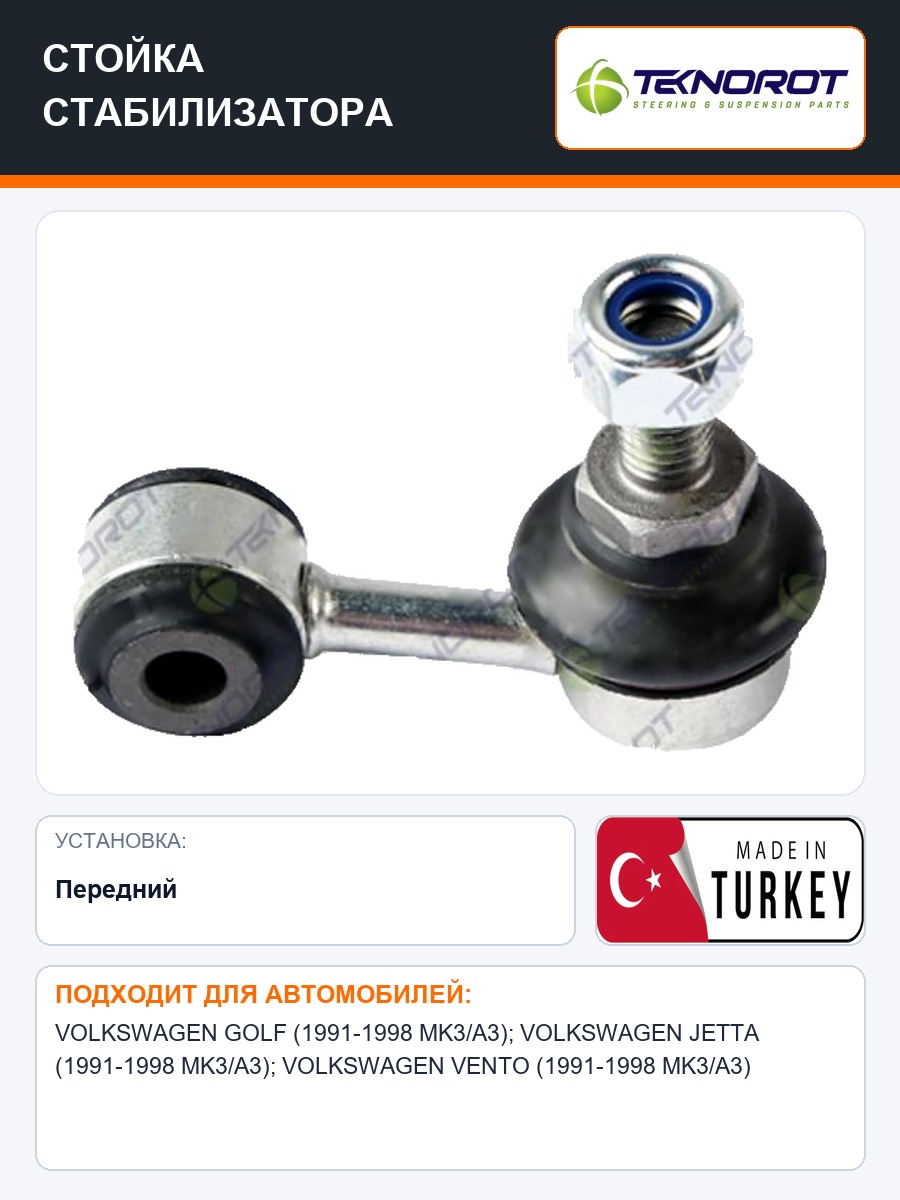 СТОЙКА
СТАБИЛИЗАТОРА
TEKNOROT
STEERING & SUSPENSION PARTS
TEKNOROT
УСТАНОВКА:
Передний
MADE IN
TURKEY
ПОДХОДИТ ДЛЯ АВТОМОБИЛЕЙ:
VOLKSWAGEN GOLF (1991-1998 MK3/A3); VOLKSWAGEN JETTA
(1991-1998 MK3/A3); VOLKSWAGEN VENTO (1991-1998 MK3/A3)